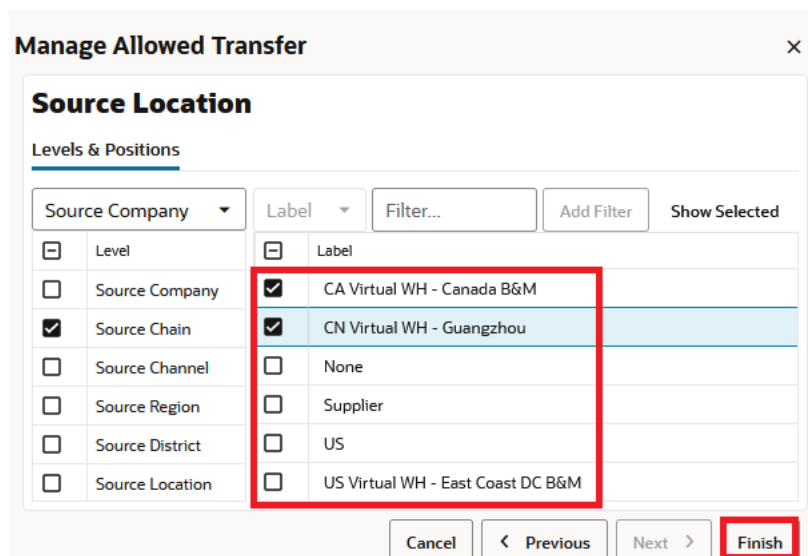 Manage Allowed Transfer ×
Source Location
Levels & Positions
Source Company Label Filter... Add Filter Show Selected
Level Label
Source Company CA Virtual WH - Canada B&M
Source Chain CN Virtual WH - Guangzhou
Source Channel None
Source Region Supplier
Source District US
Source Location US Virtual WH - East Coast DC B&M
Cancel Previous Next Finish